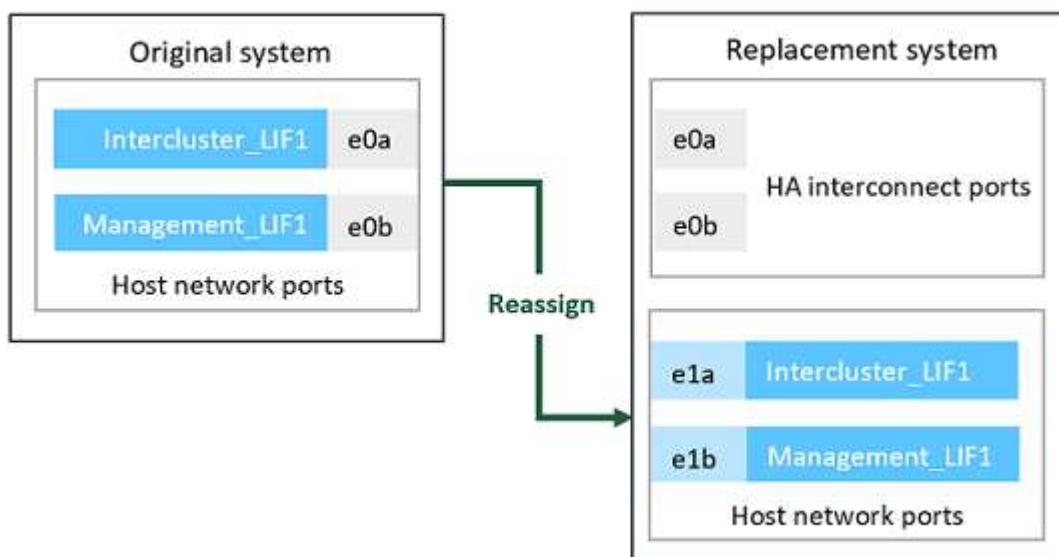 Original system
Intercluster_LIF1 e0a
Management_LIF1 e0b
Host network ports
Reassign
Replacement system
e0a
HA interconnect ports
e0b
e1a Intercluster_LIF1
e1b Management_LIF1
Host network ports